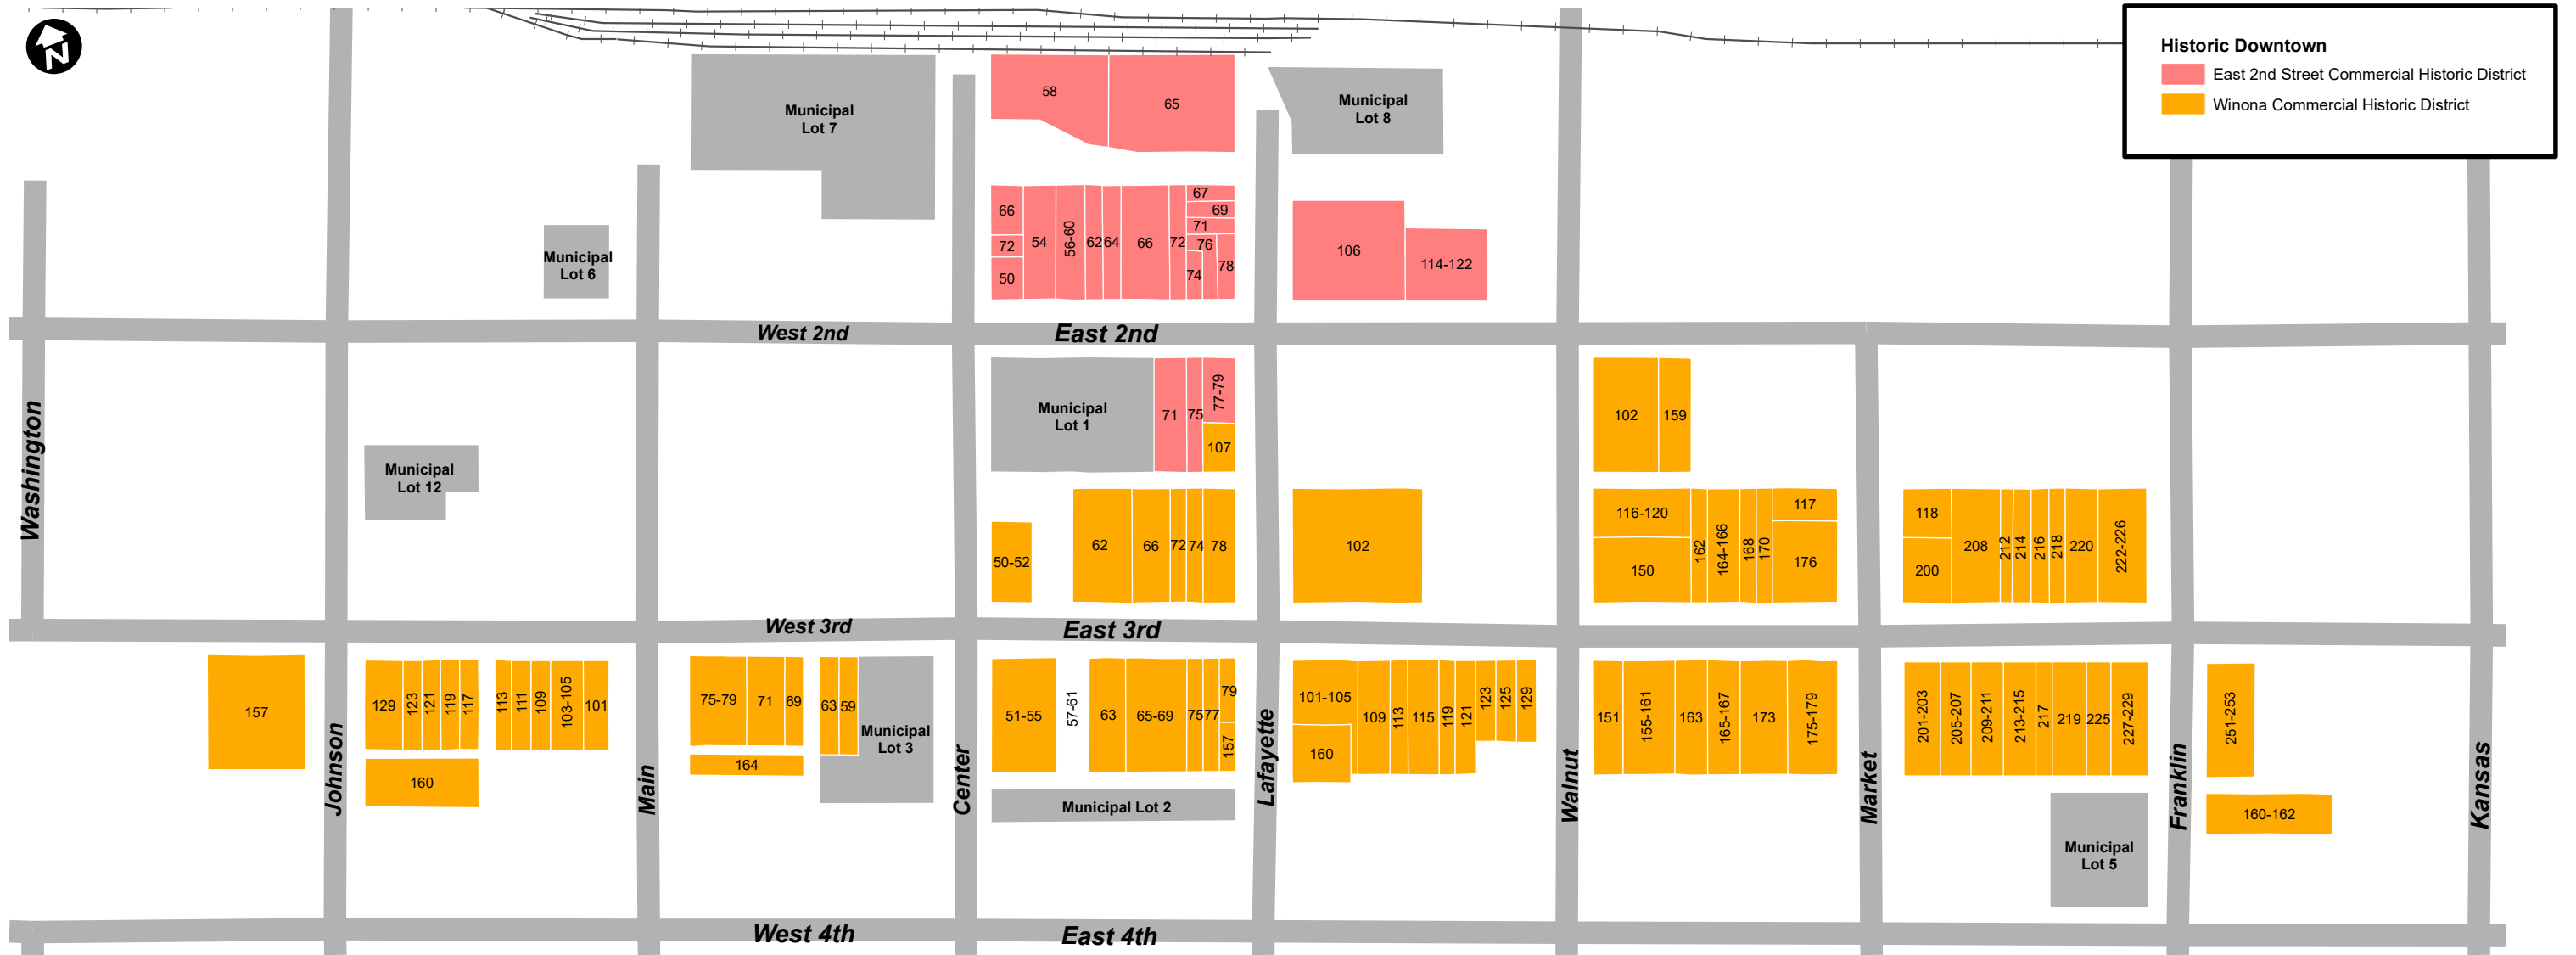 N
Historic Downtown
East 2nd Street Commercial Historic District
Winona Commercial Historic District
Municipal
Lot 7
58
65
Municipal
Lot 8
Municipal
Lot 6
66
72
50
54
56-60
62
64
66
72
67
69
71
76
74
78
106
114-122
West 2nd
East 2nd
Washington
Municipal
Lot 12
Municipal
Lot 1
71
75
77-79
107
102
159
50-52
62
66
72
74
78
102
116-120
150
162
164-166
168
170
117
176
118
200
208
212
214
216
218
220
222-226
West 3rd
East 3rd
157
Johnson
129
123
121
119
117
113
111
109
103-105
101
160
Main
75-79
71
69
63
59
Municipal
Lot 3
164
Center
51-55
57-61
63
65-69
75
77
79
157
Municipal Lot 2
Lafayette
101-105
160
109
113
115
119
121
123
125
129
Walnut
151
155-161
163
165-167
173
175-179
Market
201-203
205-207
209-211
213-215
217
219
225
227-229
Municipal
Lot 5
Franklin
251-253
160-162
Kansas
West 4th
East 4th